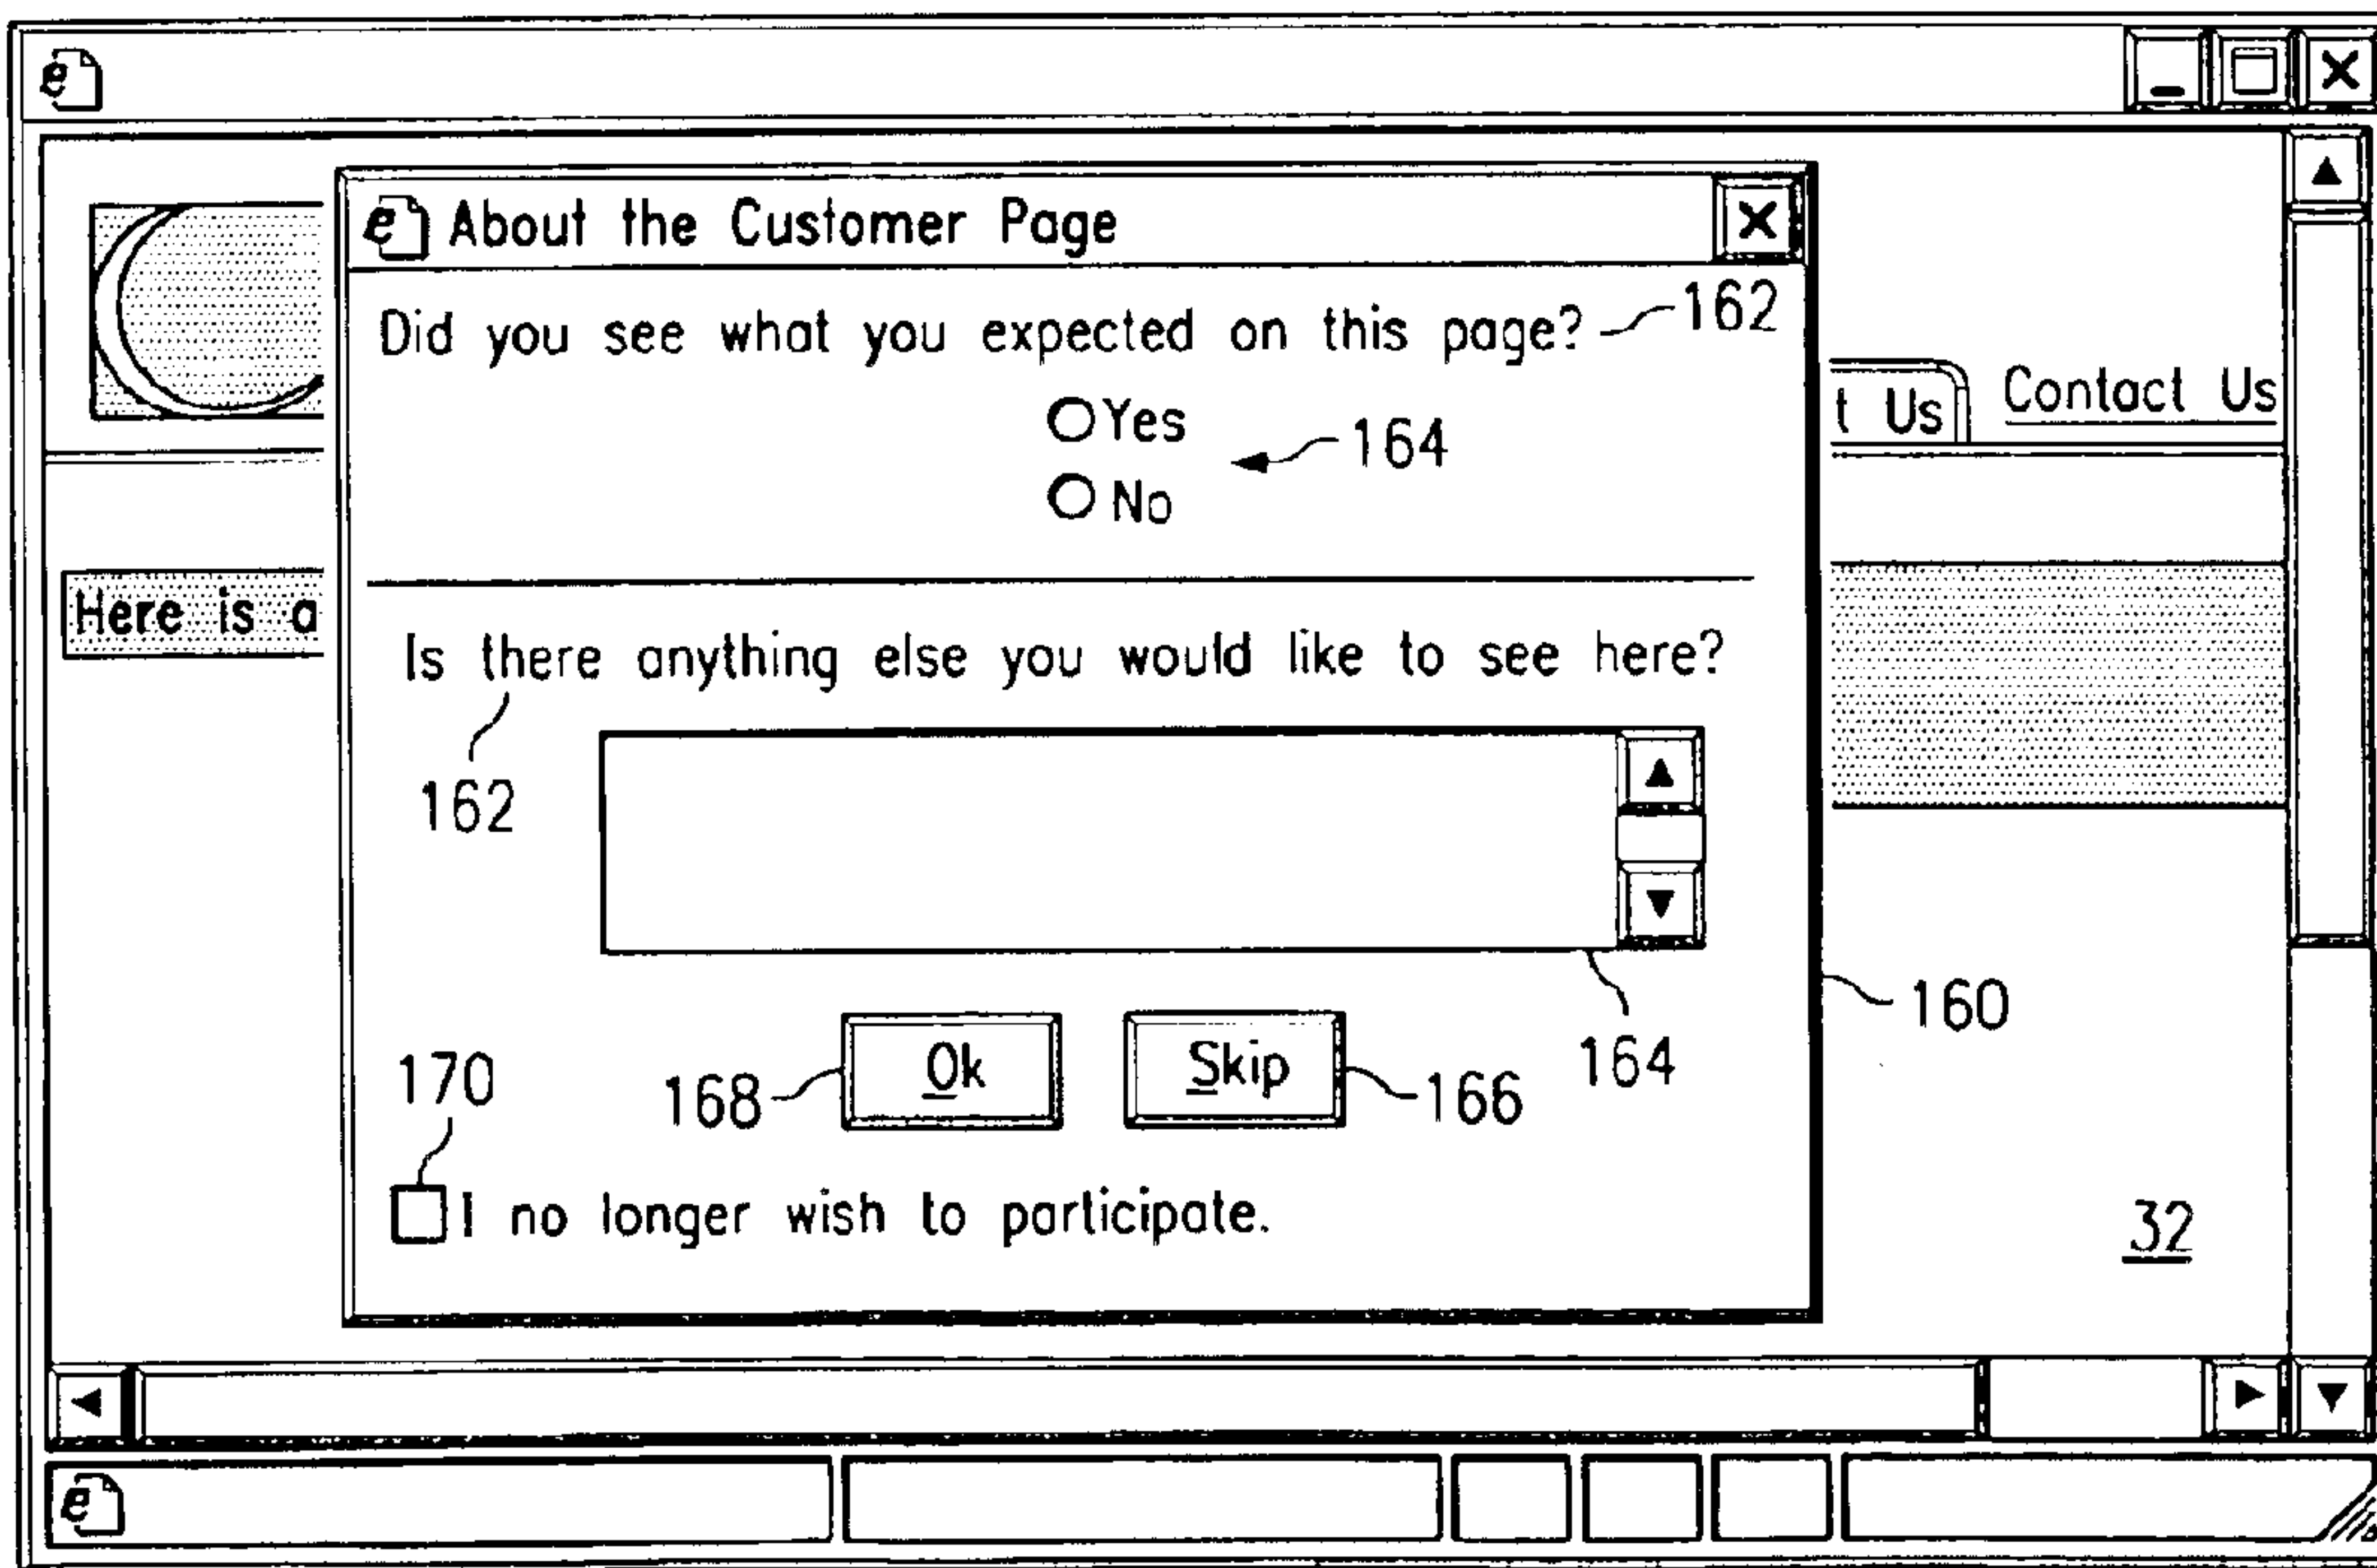 About the Customer Page
Did you see what you expected on this page? 162
Yes
164
No
t Us
Contact Us
Here is a
Is there anything else you would like to see here?
162
160
164
170
168
Ok
Skip
166
I no longer wish to participate.
32